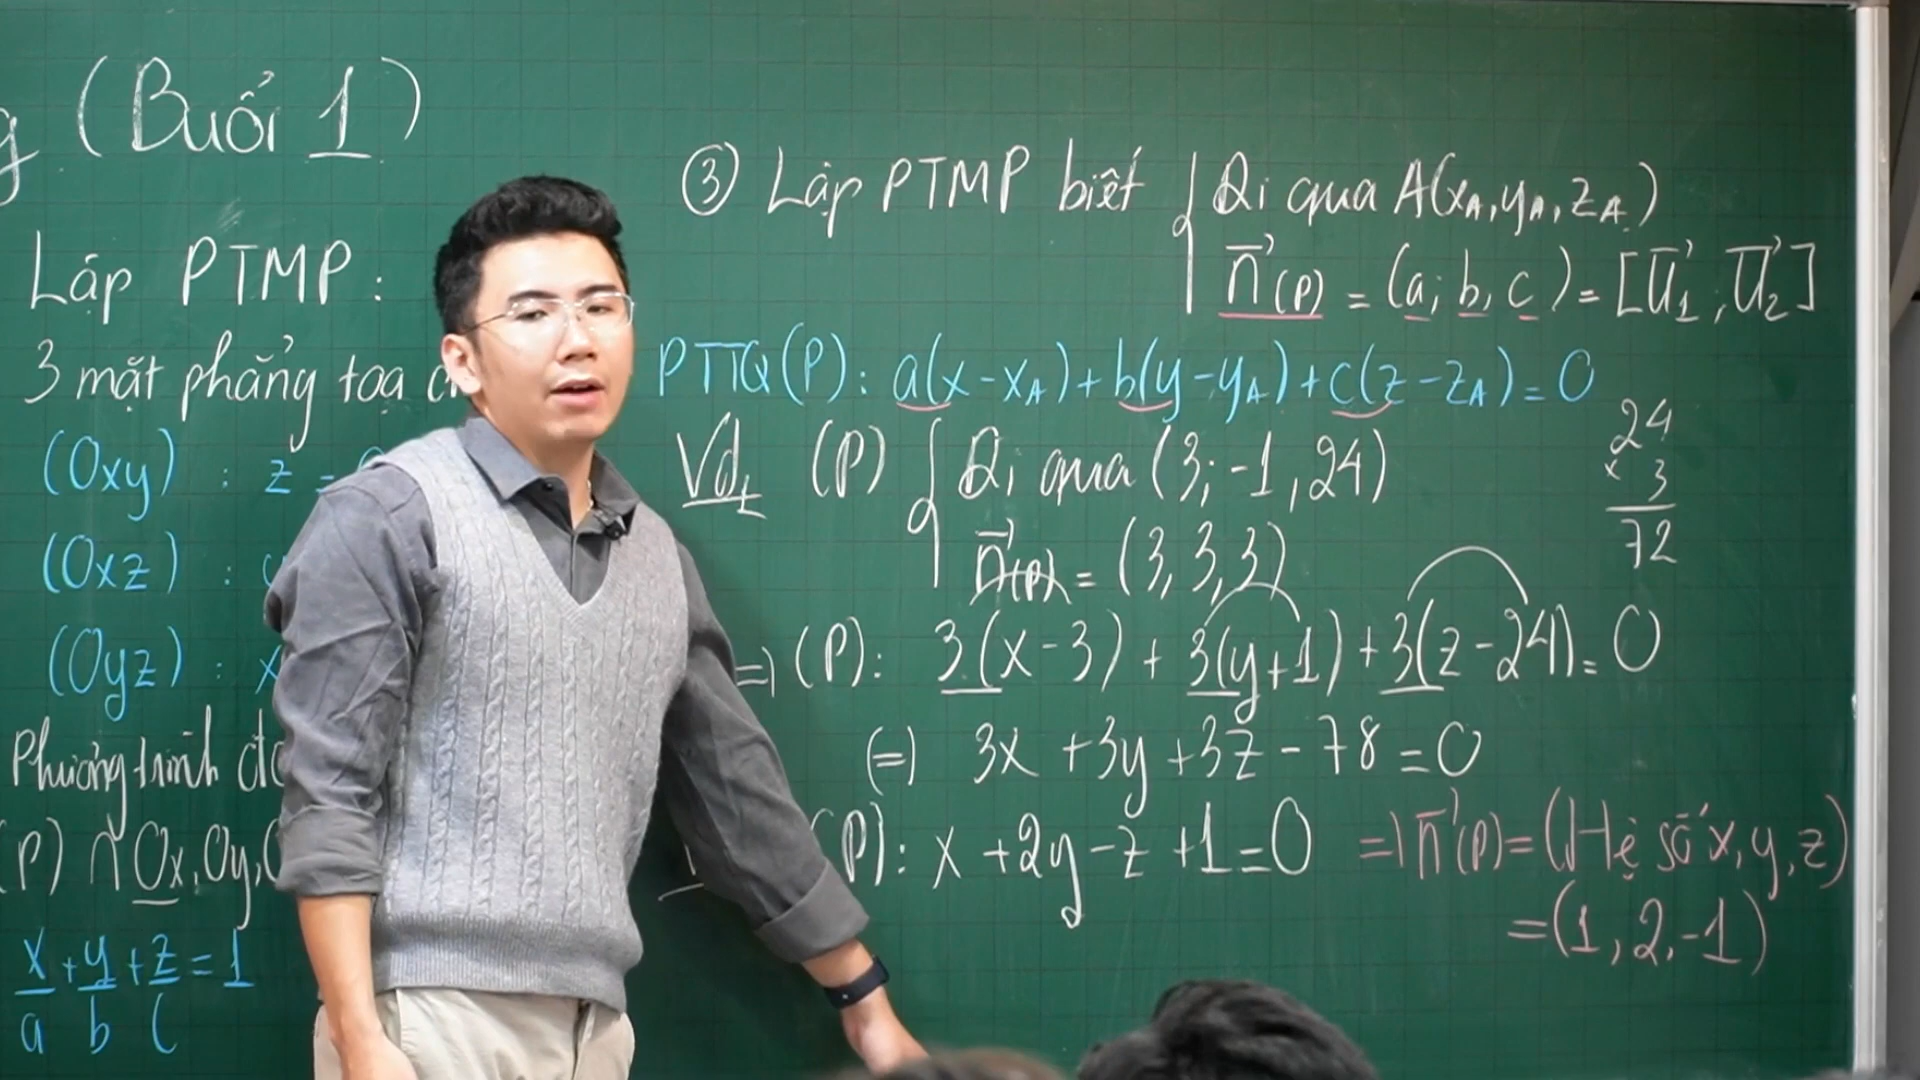 (Buổi 1)
Lập PTMP:
3 mặt phẳng toạ
(Oxy) : z =
(Oxz) :
(Oyz) : x
Phương trình
(P) ∩ Ox, Oy,
x/a + y/b + z/c = 1
③ Lập PTMP biết { Đi qua A(xA, yA, zA)
n⃗(P) = (a; b, c) = [u⃗1; u⃗2]
PTTQ(P): a(x-xA)+b(y-yA)+c(z-zA)=0
Vd1 (P) { Đi qua (3; -1, 24)
n⃗(P) = (3, 3, 3)
24
x 3
72
=> (P): 3(x-3) + 3(y+1) + 3(z-24) = 0
(=) 3x +3y +3z - 78 = 0
(P): x +2y -z +1=0 => n⃗(P) = (Hệ số x, y, z)
=(1, 2, -1)